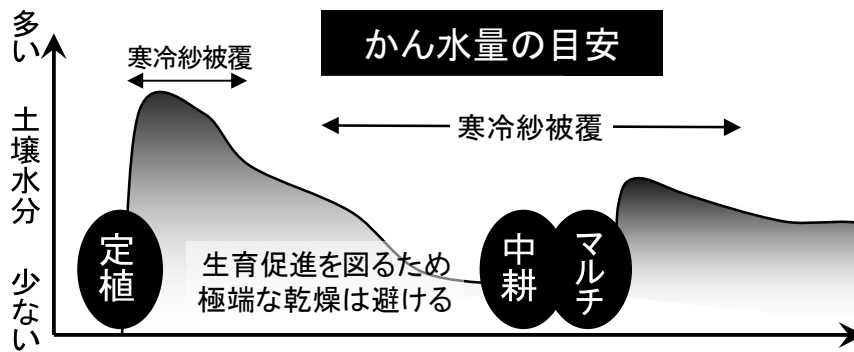 かん水量の目安
多い 土壌水分 少ない
寒冷紗被覆
寒冷紗被覆
定植
生育促進を図るため
極端な乾燥は避ける
中耕
マルチ